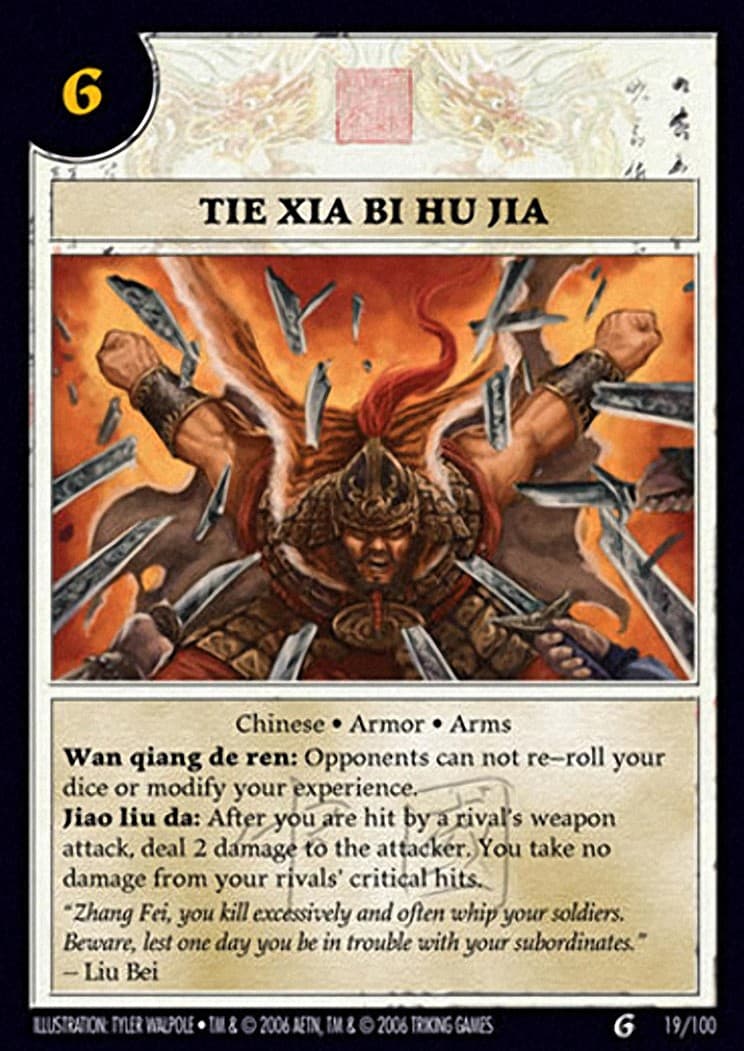 6
TIE XIA BI HU JIA
Chinese • Armor • Arms
Wan qiang de ren: Opponents can not re-roll your
dice or modify your experience.
Jiao liu da: After you are hit by a rival's weapon
attack, deal 2 damage to the attacker. You take no
damage from your rivals' critical hits.
"Zhang Fei, you kill excessively and often whip your soldiers.
Beware, lest one day you be in trouble with your subordinates."
– Liu Bei
ILLUSTRATION: TYLER WALPOLE • TM & © 2006 AETN, TM & © 2006 TRIKING GAMES
G 19/100